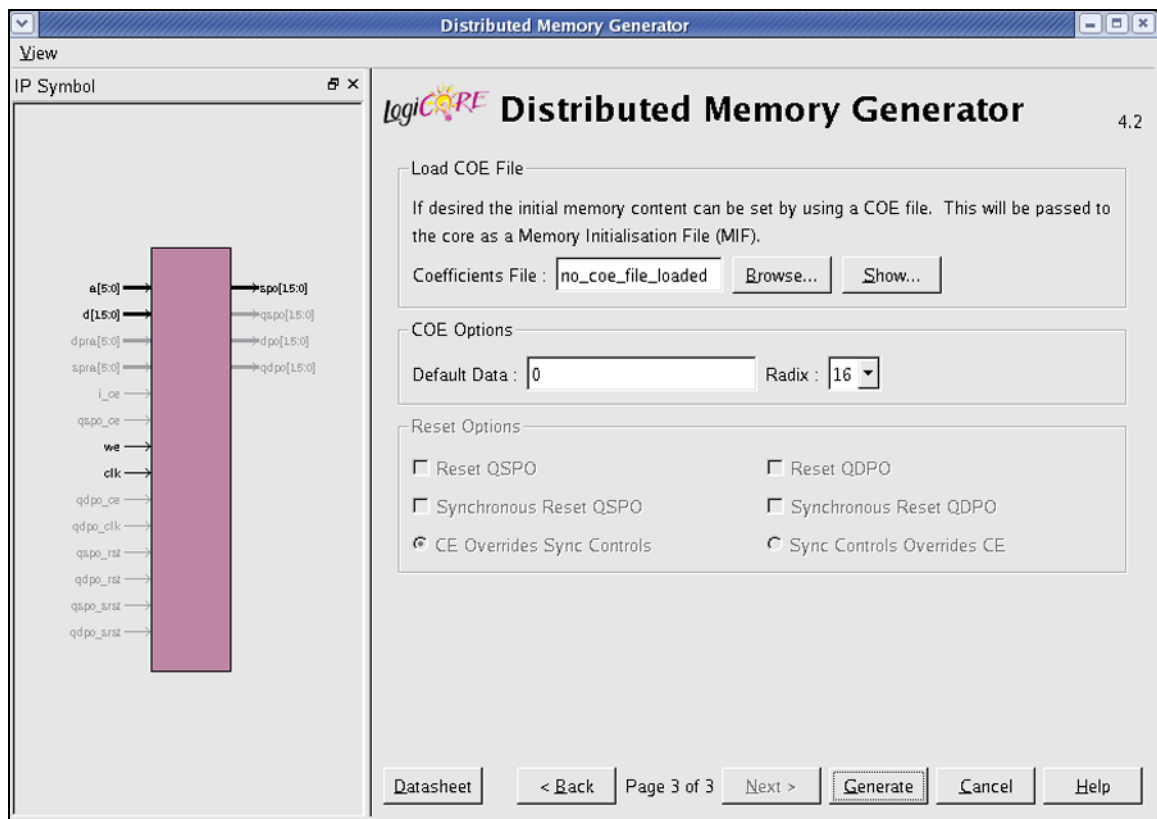 Distributed Memory Generator
View
IP Symbol
a[5:0]
d[15:0]
dpra[5:0]
spra[5:0]
i_ce
qspo_ce
we
clk
qdpo_ce
qdpo_clk
qspo_rst
qdpo_rst
qspo_srst
qdpo_srst
spo[15:0]
qspo[15:0]
dpo[15:0]
qdpo[15:0]
LogiCORE Distributed Memory Generator 4.2
Load COE File
If desired the initial memory content can be set by using a COE file. This will be passed to
the core as a Memory Initialisation File (MIF).
Coefficients File : no_coe_file_loaded Browse... Show...
COE Options
Default Data : 0 Radix : 16
Reset Options
Reset QSPO Reset QDPO
Synchronous Reset QSPO Synchronous Reset QDPO
CE Overrides Sync Controls Sync Controls Overrides CE
Datasheet < Back Page 3 of 3 Next > Generate Cancel Help